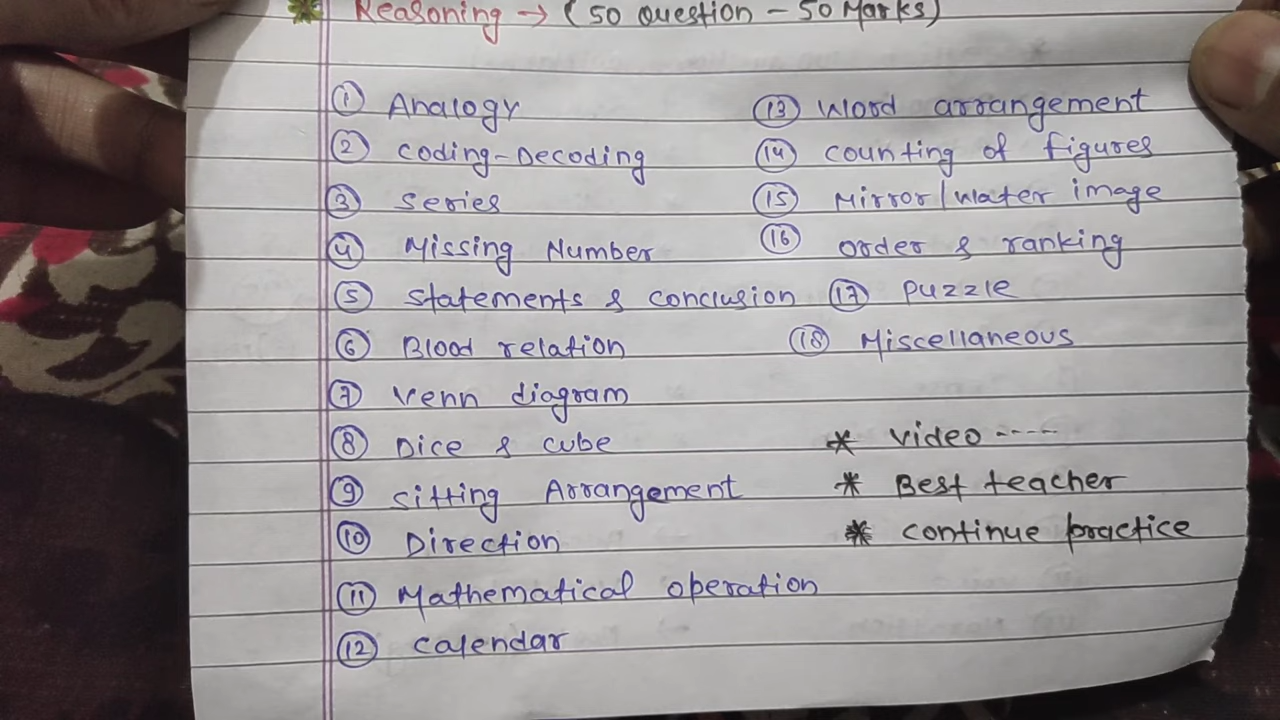 Reasoning → (50 Question - 50 Marks)
① Analogy
② Coding-Decoding
③ Series
④ Missing Number
⑤ Statements & Conclusion
⑥ Blood relation
⑦ Venn diagram
⑧ Dice & Cube
⑨ Sitting Arrangement
⑩ Direction
⑪ Mathematical operation
⑫ Calendar
⑬ Word arrangement
⑭ Counting of figures
⑮ Mirror/Water image
⑯ Order & ranking
⑰ Puzzle
⑱ Miscellaneous
* Video -----
* Best teacher
* Continue practice